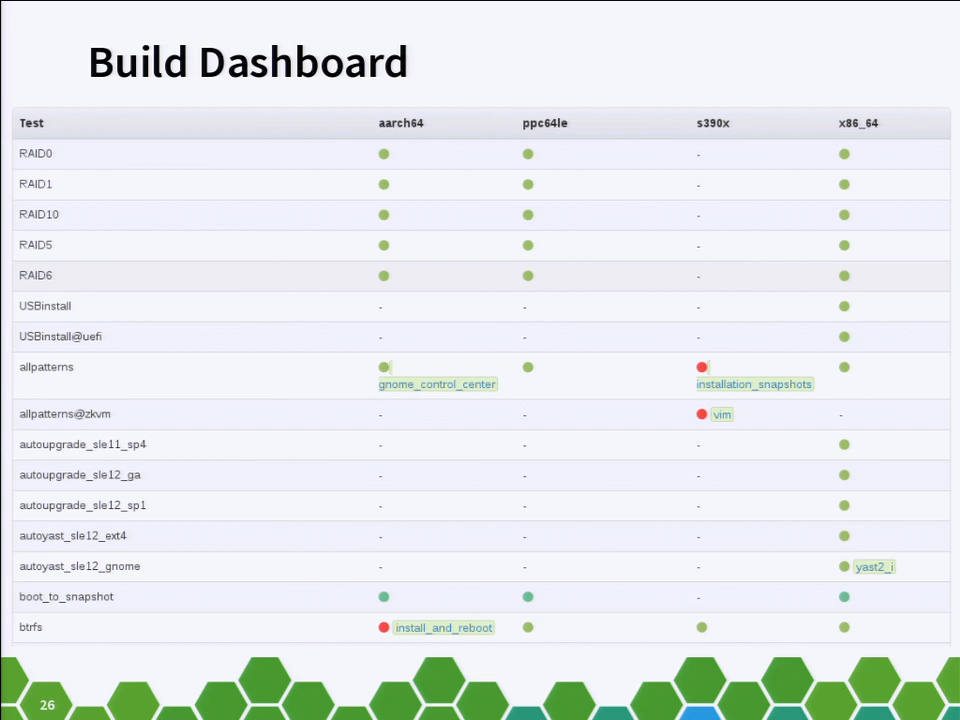 Build Dashboard
Test aarch64 ppc64le s390x x86_64
RAID0 -
RAID1 -
RAID10 -
RAID5 -
RAID6 -
USBinstall - - -
USBinstall@uefi - - -
allpatterns
gnome_control_center installation_snapshots
allpatterns@zkvm - - vim -
autoupgrade_sle11_sp4 - - -
autoupgrade_sle12_ga - - -
autoupgrade_sle12_sp1 - - -
autoyast_sle12_ext4 - - -
autoyast_sle12_gnome - - - yast2_i
boot_to_snapshot -
btrfs install_and_reboot
26